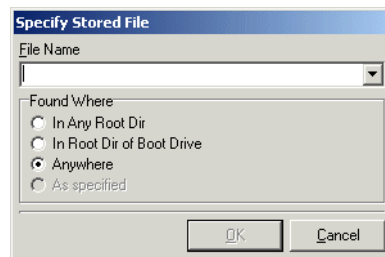 Specify Stored File
File Name
Found Where
In Any Root Dir
In Root Dir of Boot Drive
Anywhere
As specified
OK
Cancel